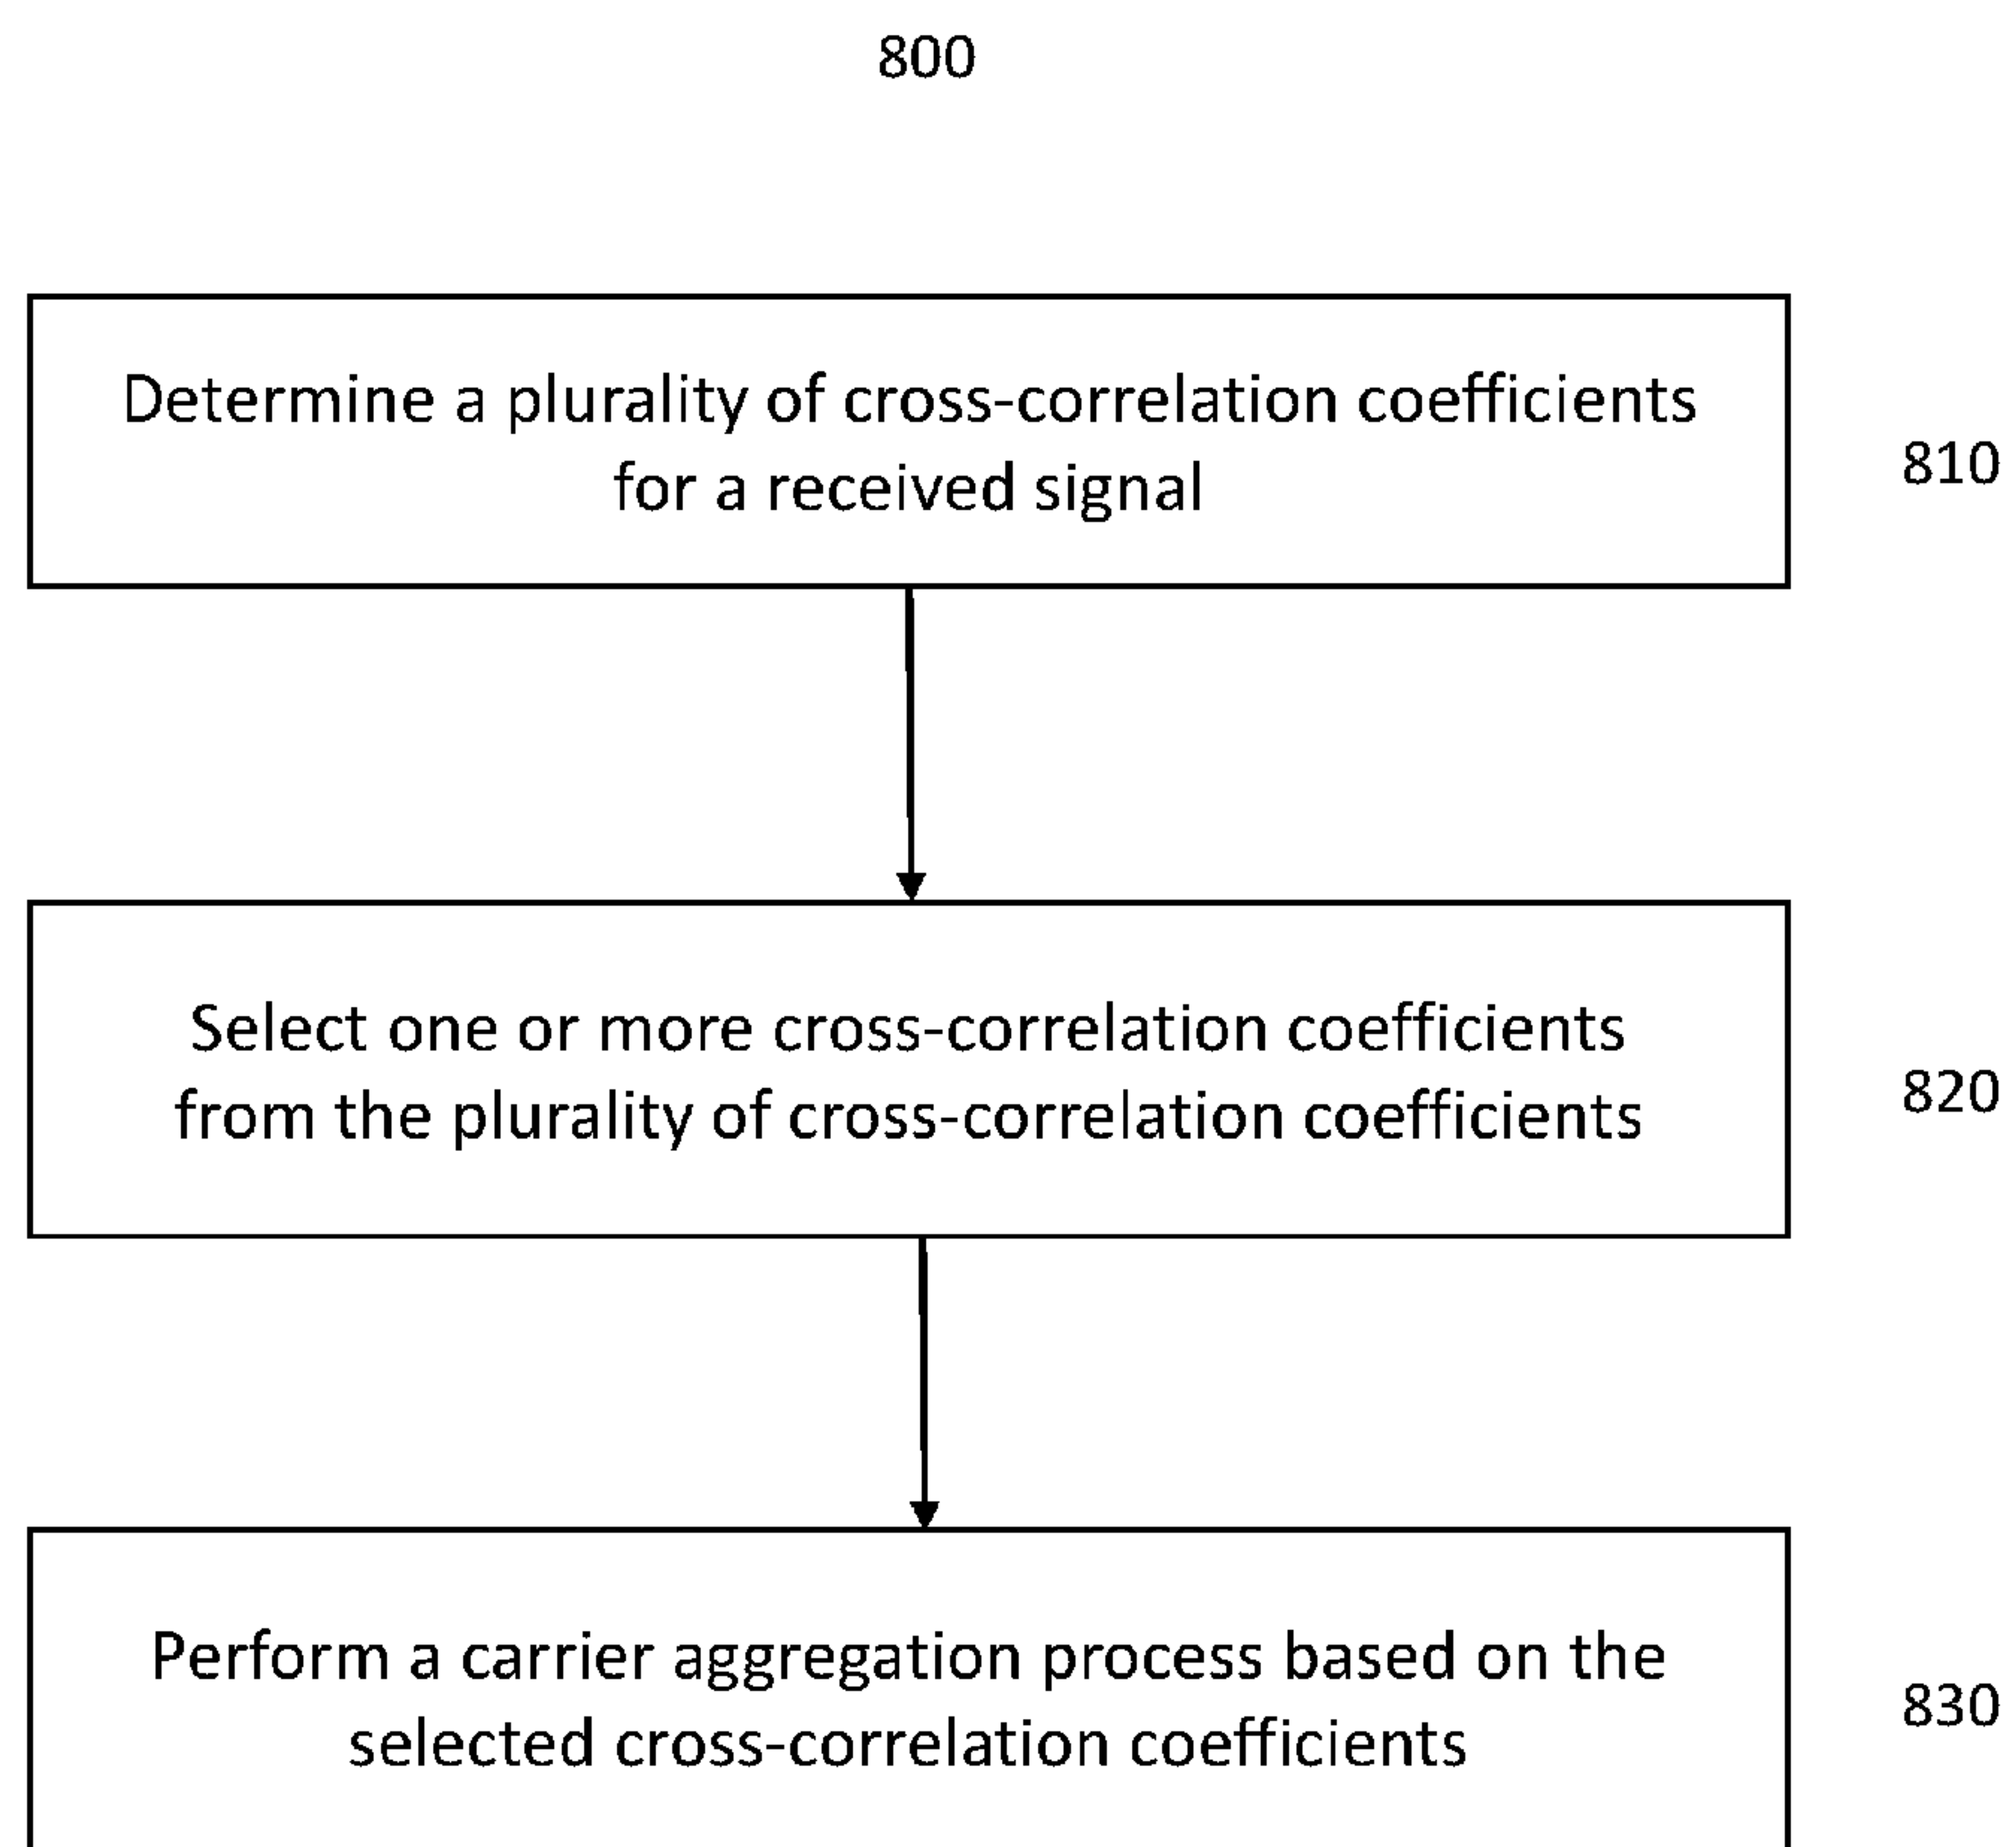 800
Determine a plurality of cross-correlation coefficients
for a received signal
810
Select one or more cross-correlation coefficients
from the plurality of cross-correlation coefficients
820
Perform a carrier aggregation process based on the
selected cross-correlation coefficients
830